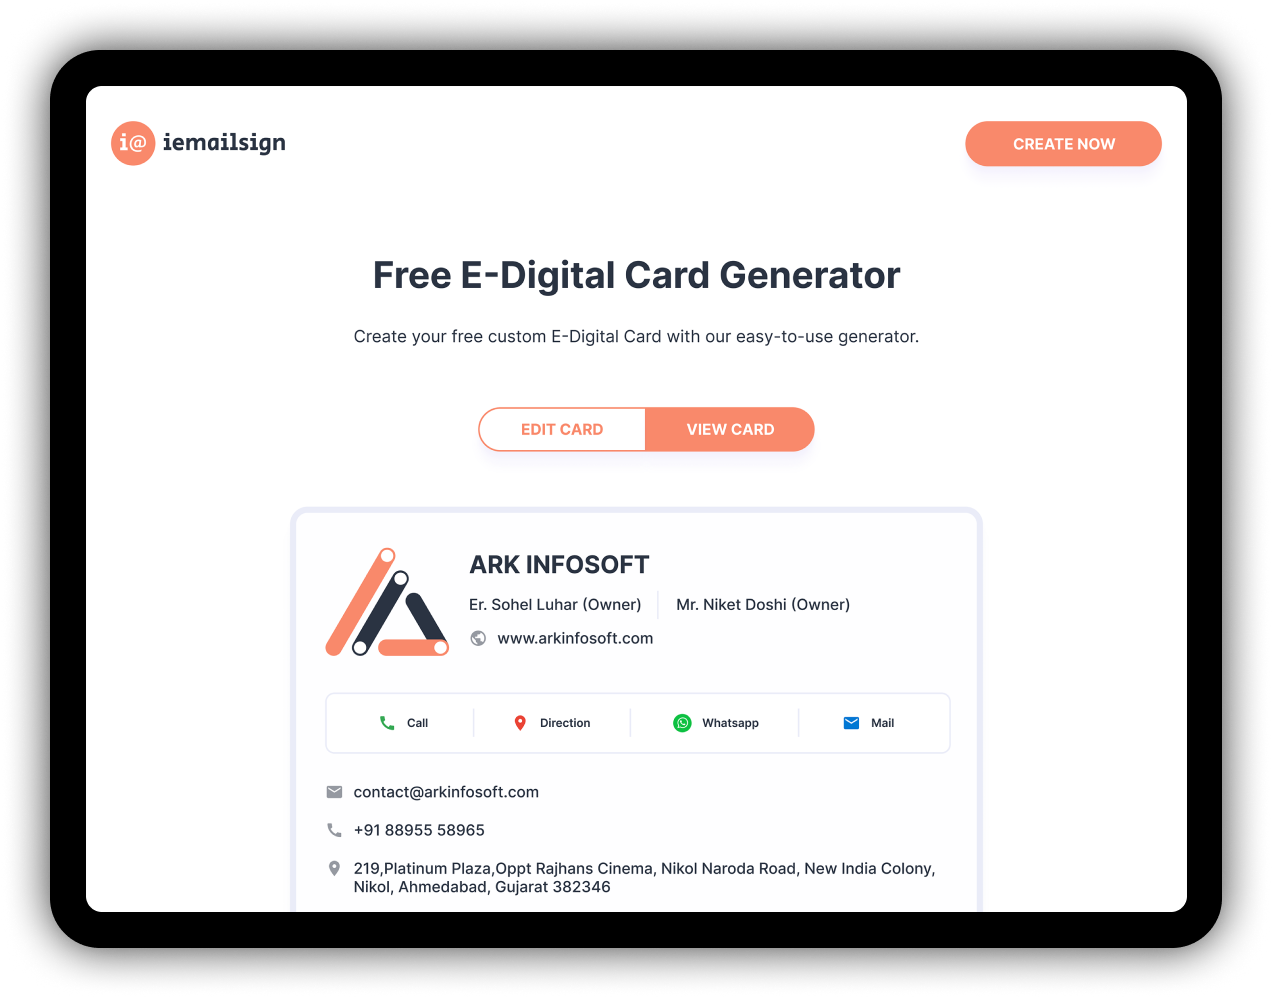 i@ iemailsign
CREATE NOW
Free E-Digital Card Generator
Create your free custom E-Digital Card with our easy-to-use generator.
EDIT CARD
VIEW CARD
ARK INFOSOFT
Er. Sohel Luhar (Owner)
Mr. Niket Doshi (Owner)
www.arkinfosoft.com
Call
Direction
Whatsapp
Mail
contact@arkinfosoft.com
+91 88955 58965
219,Platinum Plaza,Oppt Rajhans Cinema, Nikol Naroda Road, New India Colony,
Nikol, Ahmedabad, Gujarat 382346